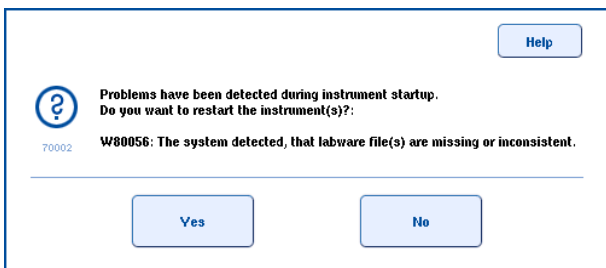 Help
Problems have been detected during instrument startup.
Do you want to restart the instrument(s)?:
70002
W80056: The system detected, that labware file(s) are missing or inconsistent.
Yes
No